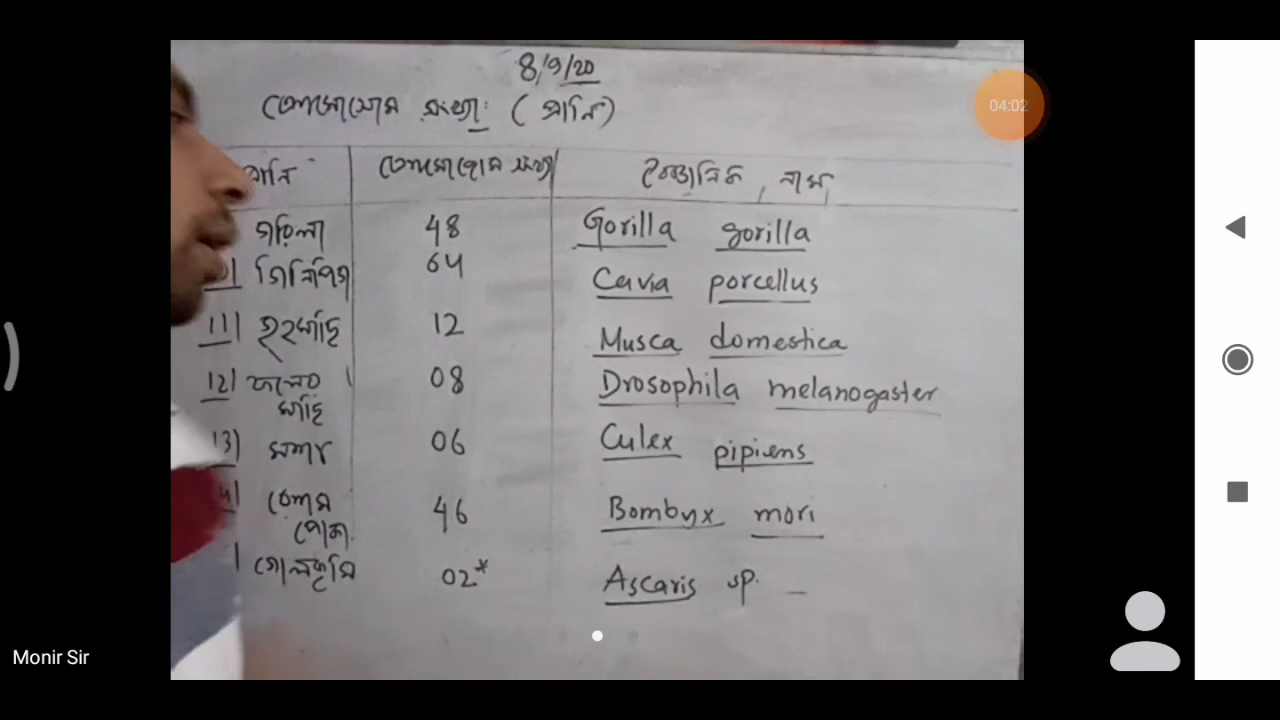 8/9/20
04:02
ক্রোমোসোম সংখ্যা: (প্রানি)
ক্রোমোজোম সংখ্যা বৈজ্ঞানিক নাম
গরিলা 48 Gorilla gorilla
গিনিপিগ 64 Cavia porcellus
11) গৃহমাছি 12 Musca domestica
12) ফলের 08 Drosophila melanogaster
মাছি
13) মশা 06 Culex pipiens
রেশম 46 Bombyx mori
পোকা
গোলকৃমি 02* Ascaris sp.
Monir Sir